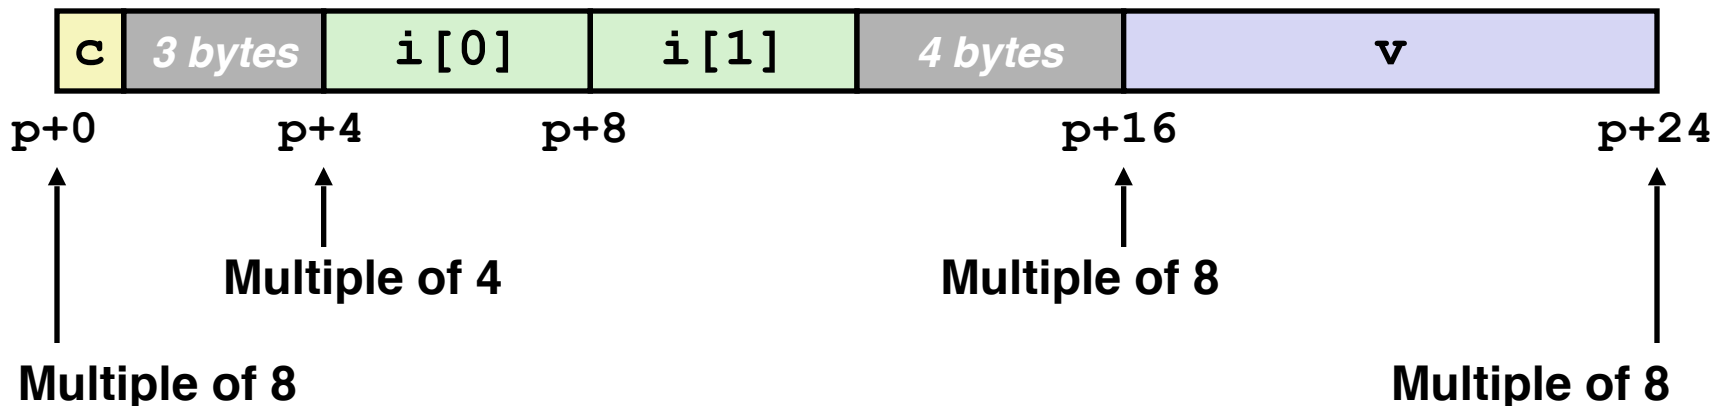 c 3 bytes i[0] i[1] 4 bytes v
p+0 p+4 p+8 p+16 p+24
Multiple of 4 Multiple of 8
Multiple of 8 Multiple of 8